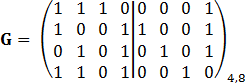 1 1 1 0 0 0 0 1
1 0 0 1 1 0 0 1
G = 0 1 0 1 0 1 0 1
1 1 0 1 0 0 1 0 4,8